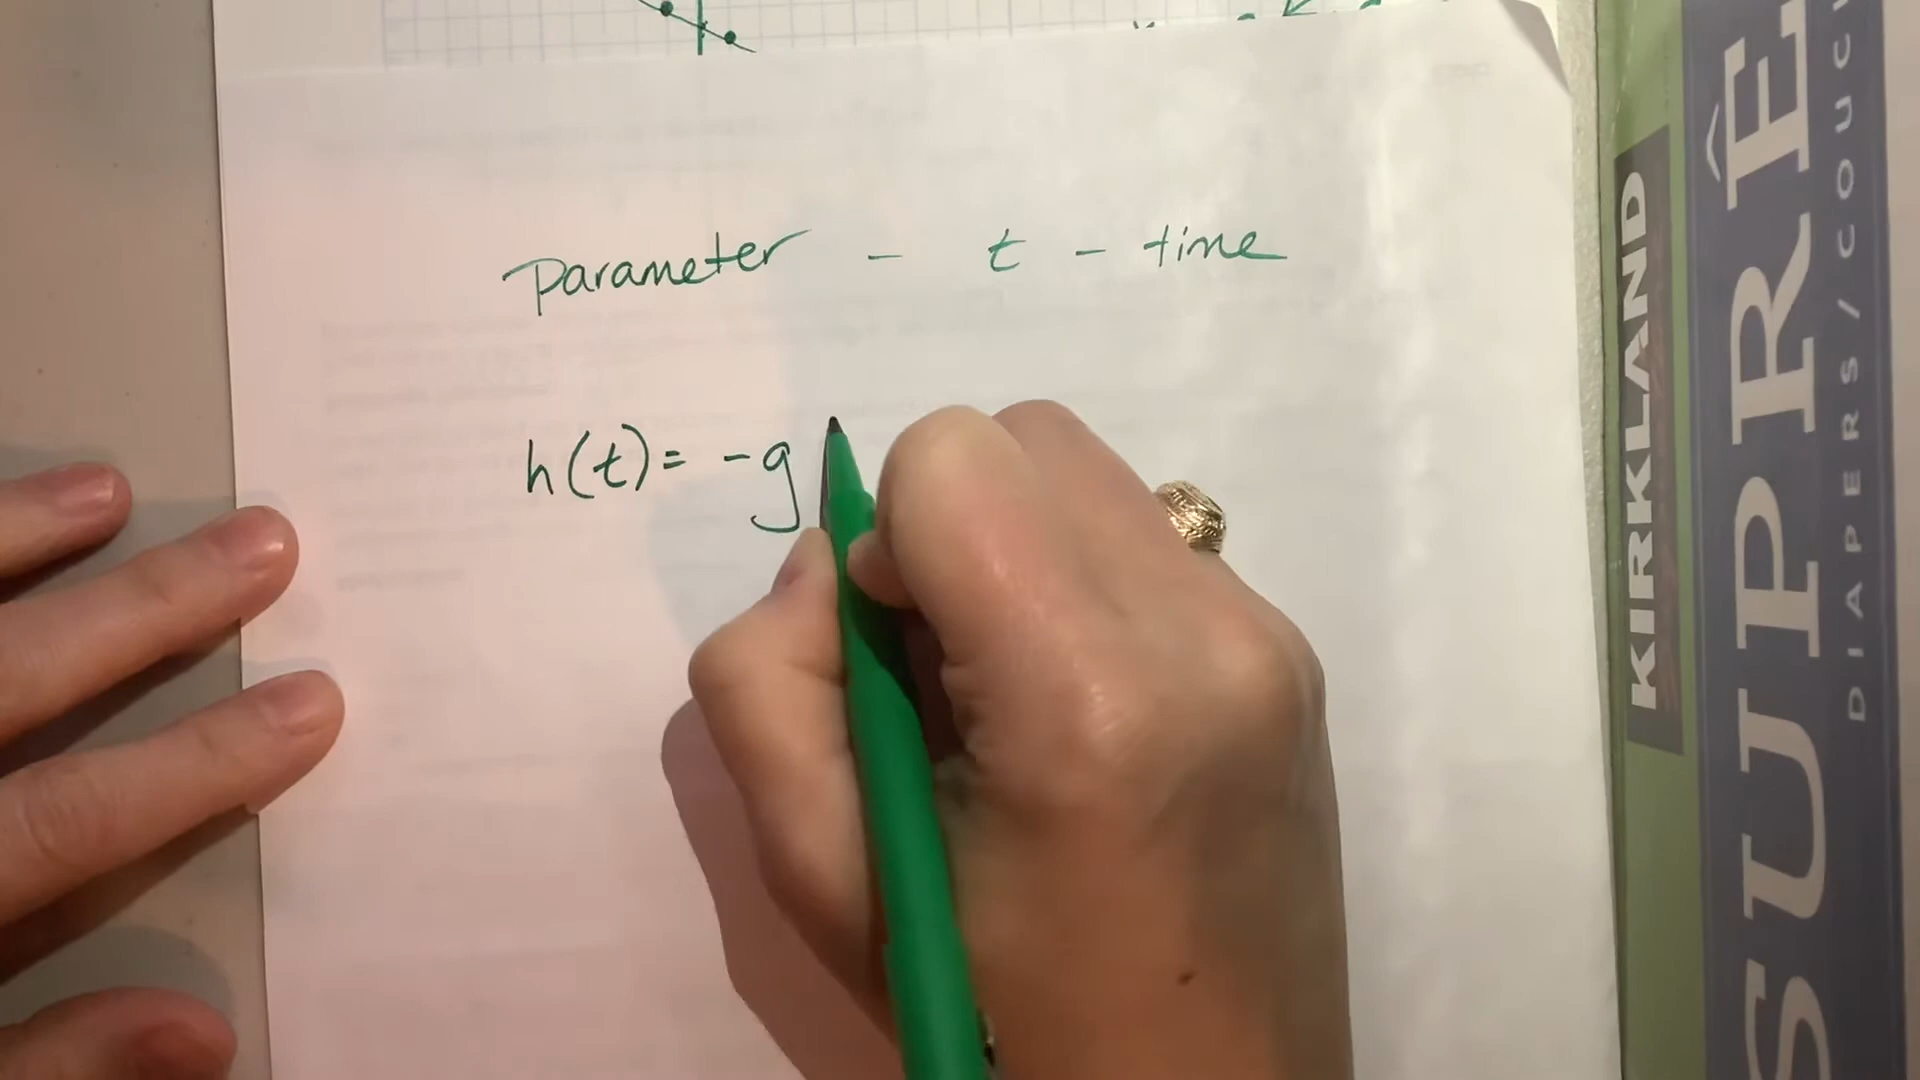 parameter - t - time
h(t) = -g
KIRKLAND
SUPRÊ
DIAPERS/COUC